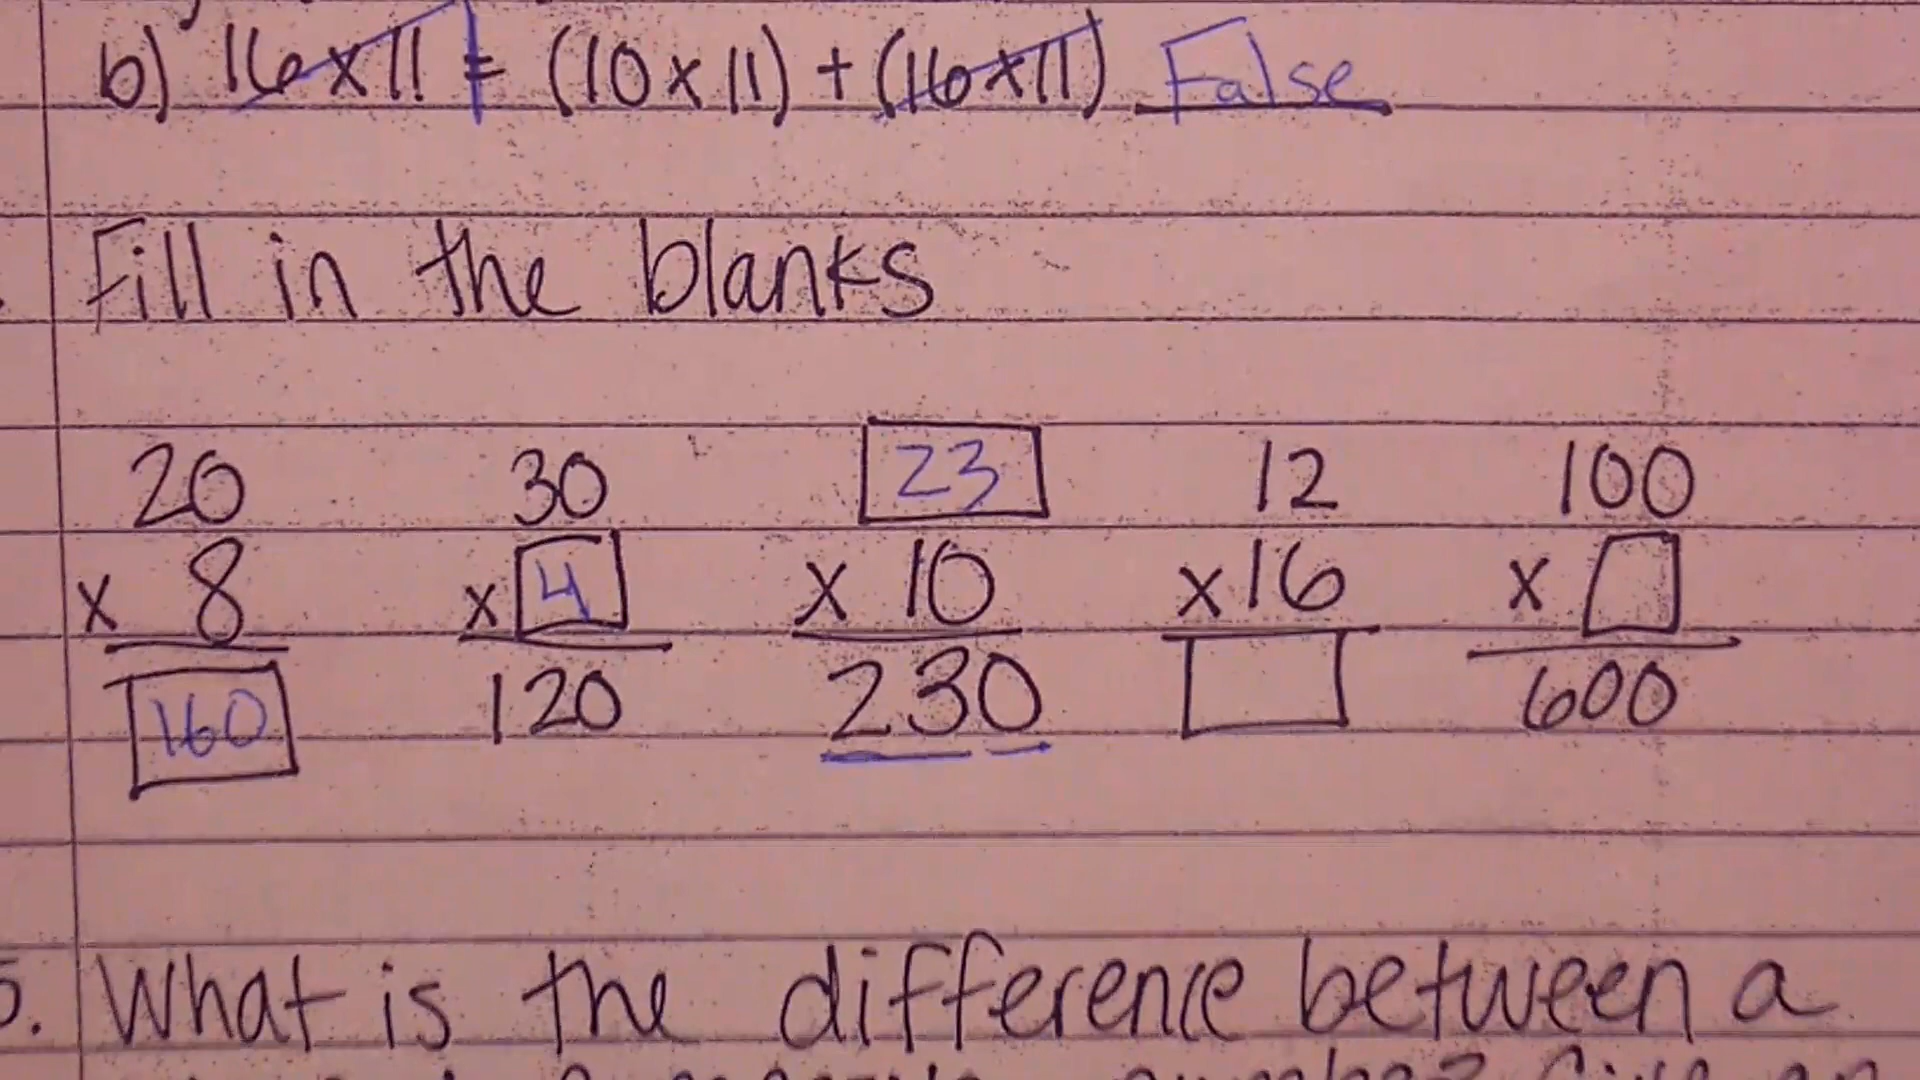 b) 16 x 11 = (10 x 11) + (16 x 11) False
Fill in the blanks
20 30 23 12 100
x 8 x 4 x 10 x 16 x
160 120 230 600
5. What is the difference between a